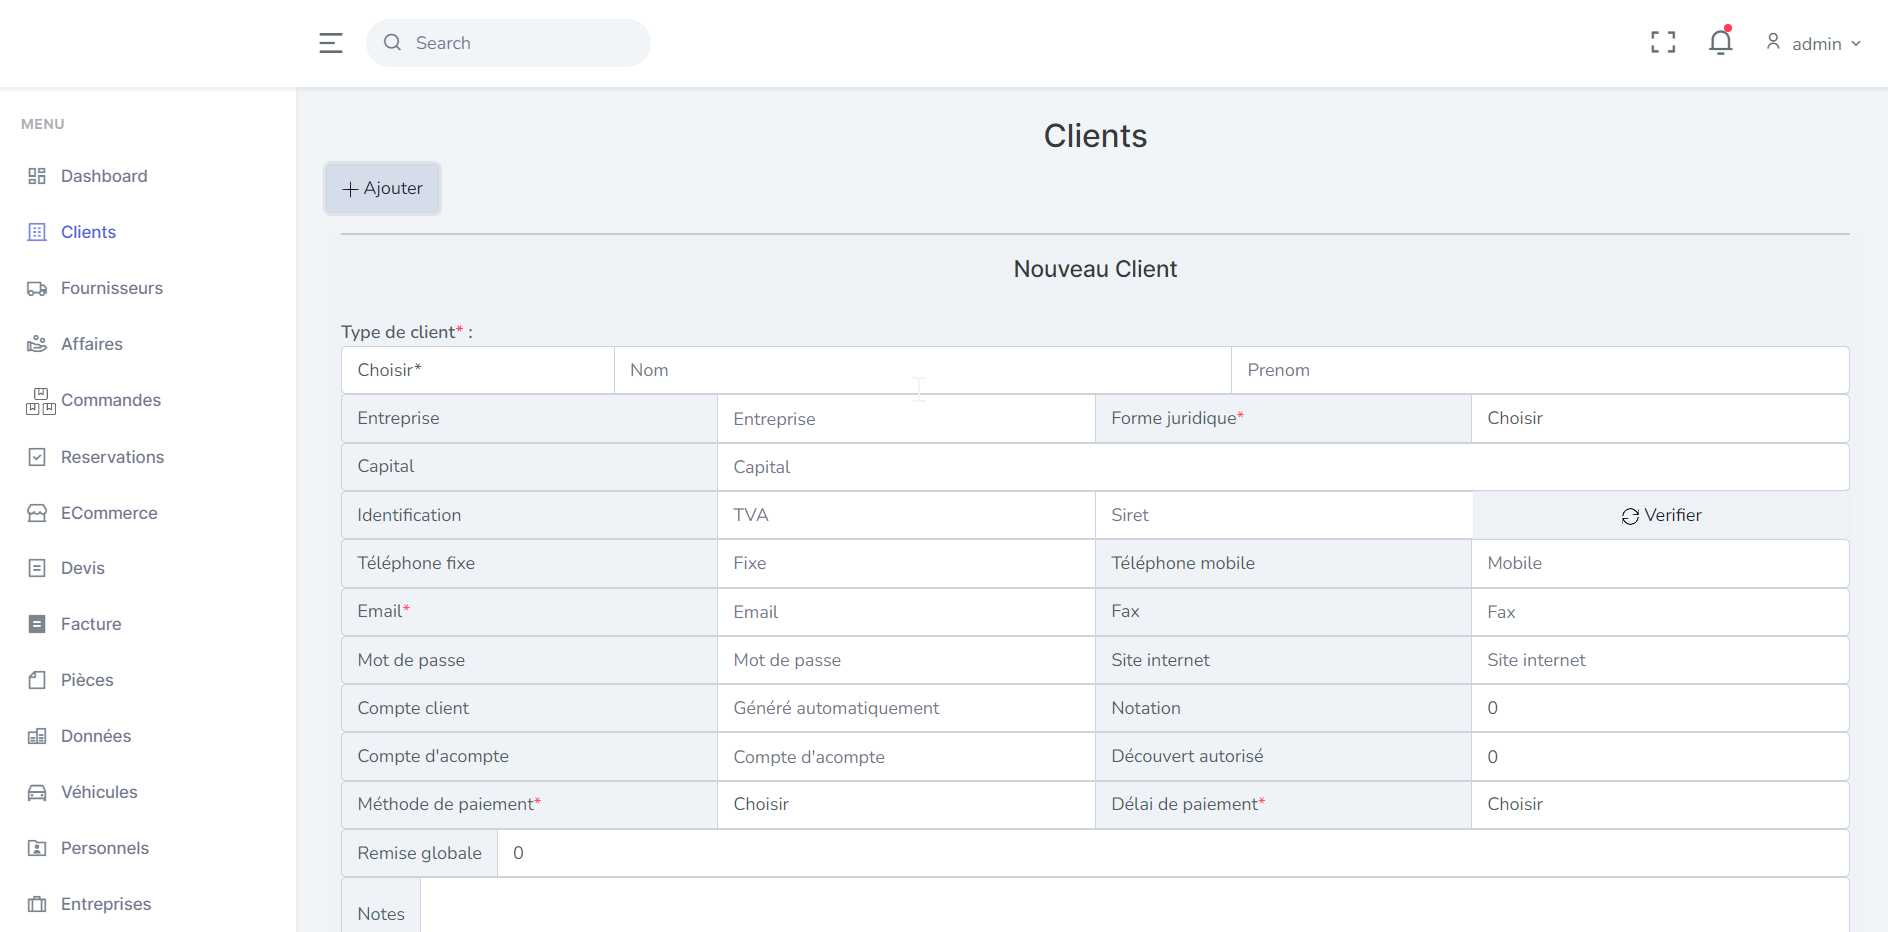 Search
admin
MENU
Dashboard
Clients
Fournisseurs
Affaires
Commandes
Reservations
ECommerce
Devis
Facture
Pièces
Données
Véhicules
Personnels
Entreprises
Clients
Ajouter
Nouveau Client
Type de client* :
Choisir* Nom Prenom
Entreprise Entreprise Forme juridique* Choisir
Capital Capital
Identification TVA Siret Verifier
Téléphone fixe Fixe Téléphone mobile Mobile
Email* Email Fax Fax
Mot de passe Mot de passe Site internet Site internet
Compte client Généré automatiquement Notation 0
Compte d'acompte Compte d'acompte Découvert autorisé 0
Méthode de paiement* Choisir Délai de paiement* Choisir
Remise globale 0
Notes